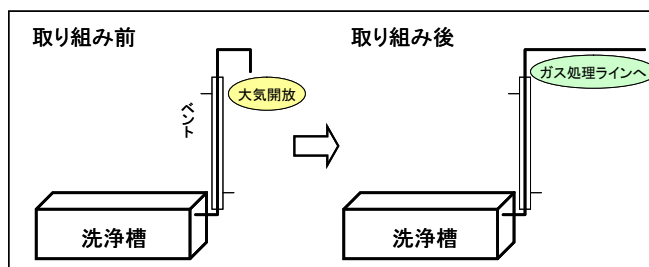 取り組み前
大気開放
ベント
洗浄槽
取り組み後
ガス処理ラインへ
洗浄槽